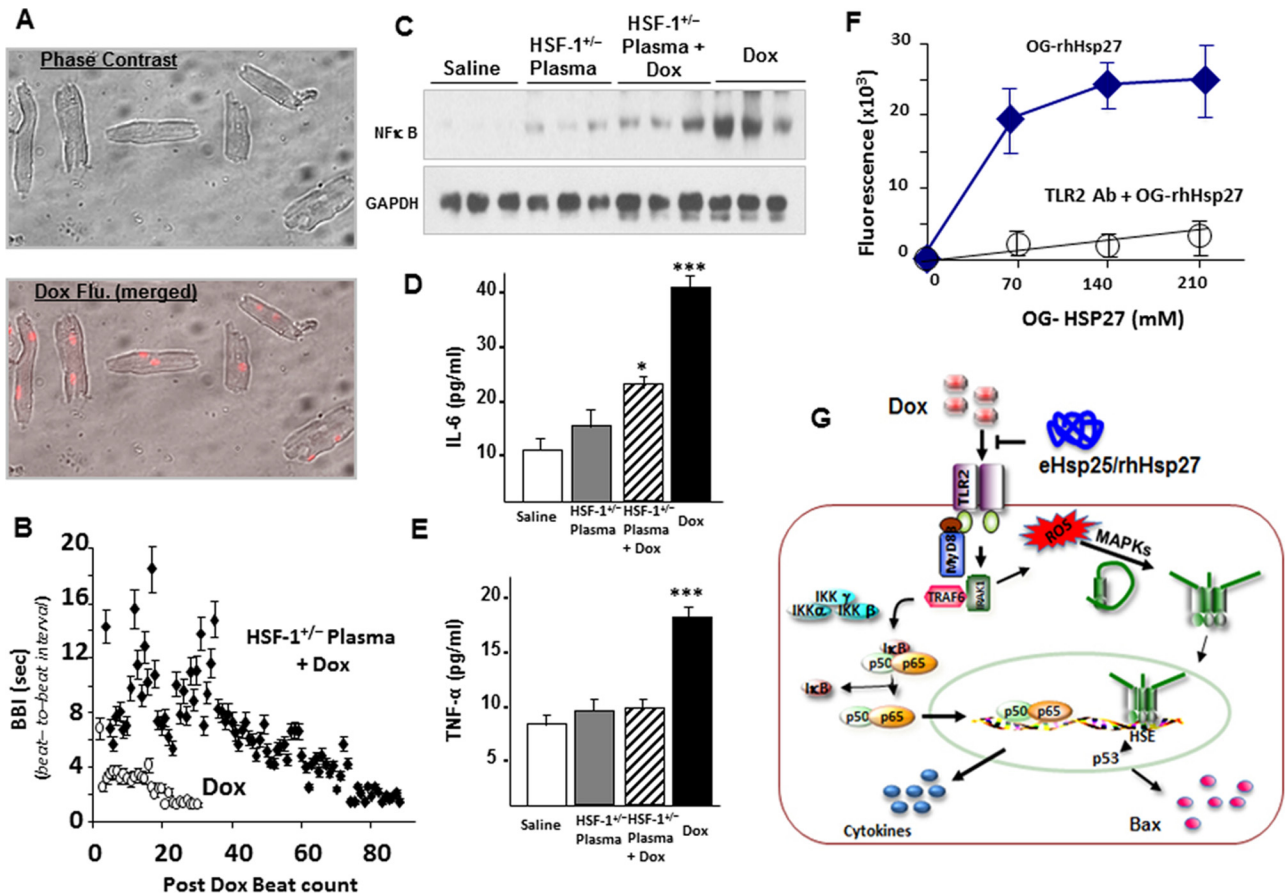 A
Phase Contrast
Dox Flu. (merged)
B
BBI (sec)
(beat– to–beat interval)
20
16
12
8
4
0
HSF-1+/– Plasma
+ Dox
Dox
0
20
40
60
80
Post Dox Beat count
C
Saline
HSF-1+/–
Plasma
HSF-1+/–
Plasma +
Dox
Dox
NFκ B
GAPDH
D
IL-6 (pg/ml)
40
30
20
10
*
***
Saline
HSF-1+/–
Plasma
HSF-1+/–
Plasma
+ Dox
Dox
E
TNF-α (pg/ml)
20
15
10
5
***
Saline
HSF-1+/–
Plasma
HSF-1+/–
Plasma
+ Dox
Dox
F
Fluorescence (x10³)
30
20
10
0
OG-rhHsp27
TLR2 Ab + OG-rhHsp27
0
70
140
210
OG- HSP27 (mM)
G
Dox
eHsp25/rhHsp27
TLR2
MyD88
TRAF6
IRAK1
ROS
MAPKs
IKK γ
IKKα
IKK β
IκB
p50
p65
IκB
p50
p65
p50
p65
HSE
p53
Cytokines
Bax